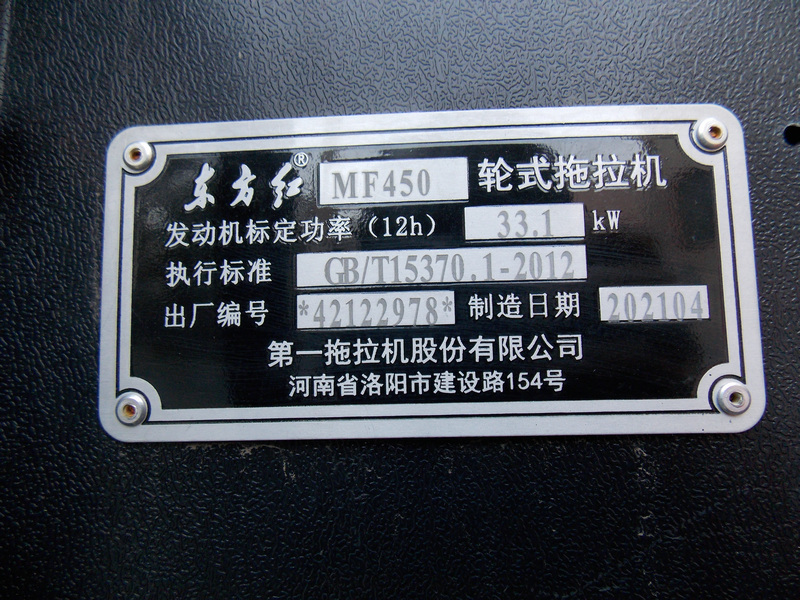 东方红® MF450 轮式拖拉机
发动机标定功率（12h） 33.1 kW
执行标准 GB/T15370.1-2012
出厂编号 *42122978* 制造日期 202104
第一拖拉机股份有限公司
河南省洛阳市建设路154号